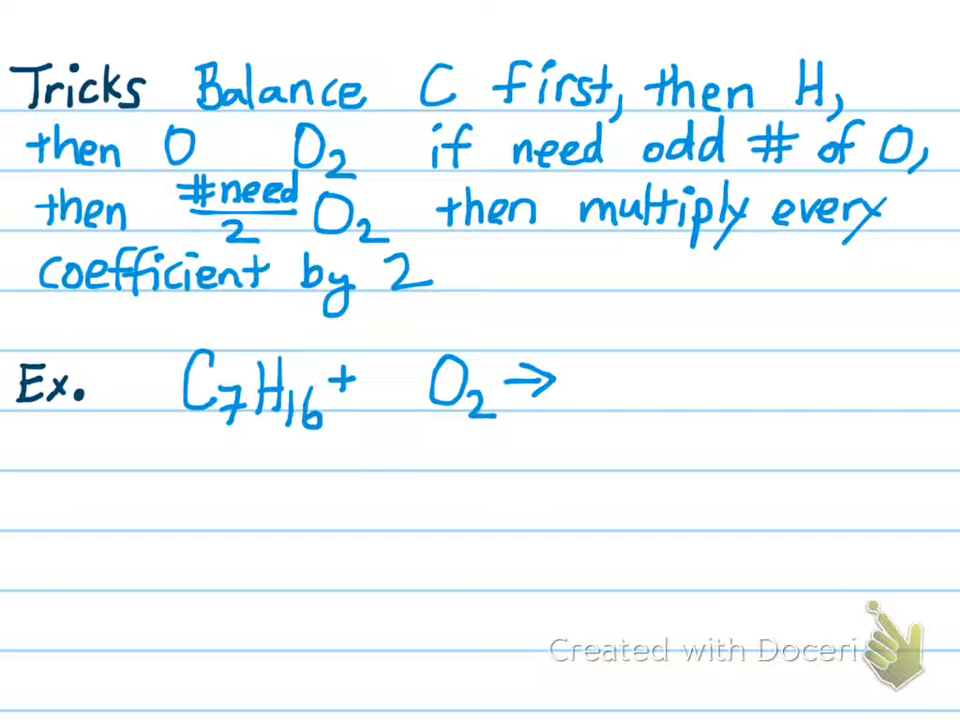 Tricks Balance C first, then H,
then O O₂ if need odd # of O,
then #need/2 O₂ then multiply every
coefficient by 2
Ex. C₇H₁₆ + O₂ →
Created with Doceri